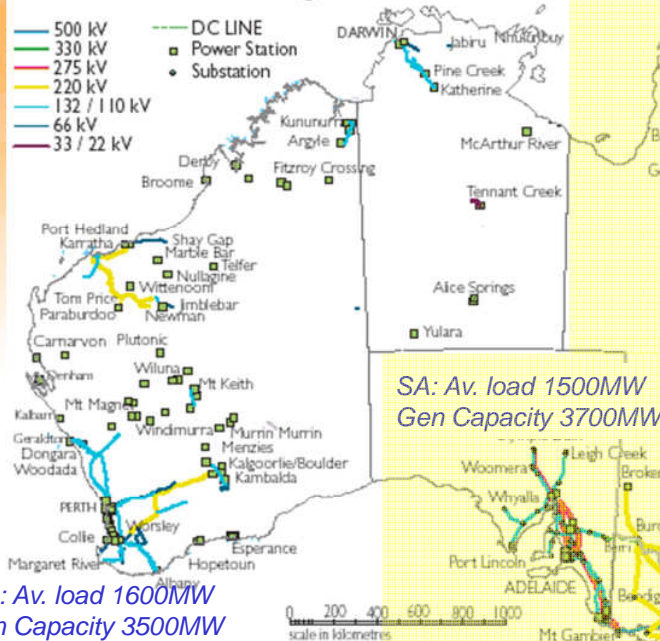 500 kV
330 kV
275 kV
220 kV
132 / 110 kV
66 kV
33 / 22 kV
DC LINE
Power Station
Substation
DARWIN
Jabiru
Nhulunbuy
Pine Creek
Katherine
McArthur River
Tennant Creek
Alice Springs
Yulara
Kununurra
Argyle
Derby
Fitzroy Crossing
Broome
Port Hedland
Karratha
Shay Gap
Marble Bar
Telfer
Nullagine
Wittenoom
Tom Price
Jimblebar
Paraburdoo
Newman
Carnarvon
Plutonic
Denham
Wiluna
Mt Keith
Mt Magnet
Kalbarri
Windimurra
Murrin Murrin
Geraldton
Dongara
Menzies
Woodada
Kalgoorlie/Boulder
Kambalda
PERTH
Collie
Worsley
Margaret River
Hopetoun
Esperance
Albany
SA: Av. load 1500MW
Gen Capacity 3700MW
Leigh Creek
Woomera
Broken
Whyalla
Port Lincoln
Berri
ADELAIDE
Mt Gambier
: Av. load 1600MW
n Capacity 3500MW
0 200 400 600 800 1000
scale in kilometres